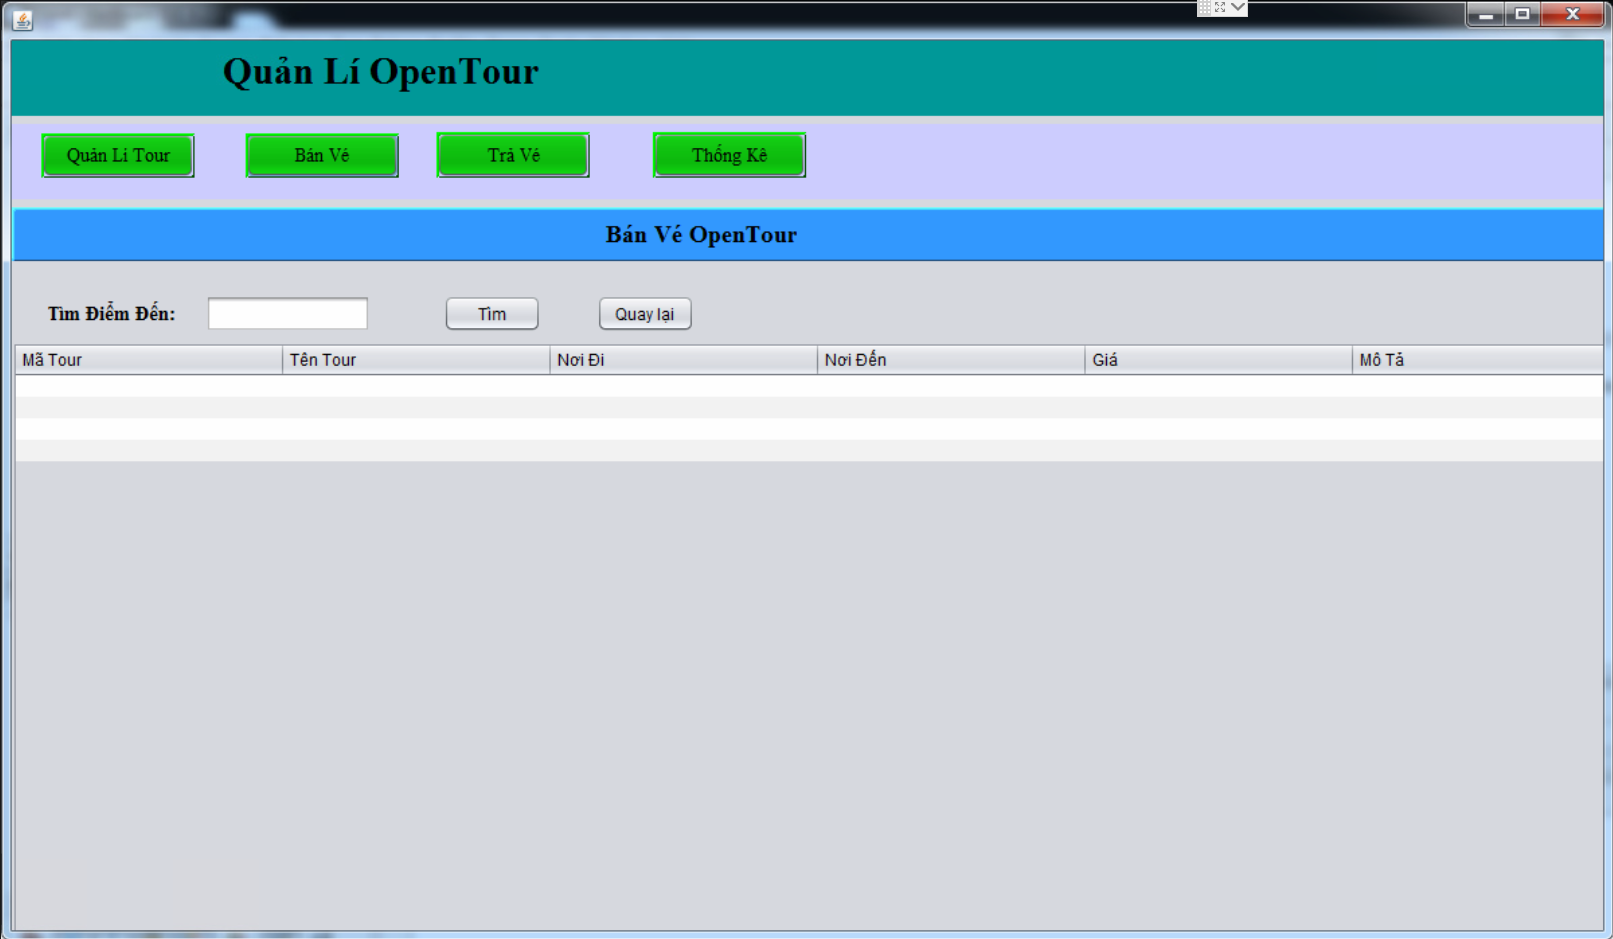 Quản Lí OpenTour
Quản Lí Tour Bán Vé Trả Vé Thống Kê
Bán Vé OpenTour
Tìm Điểm Đến: Tìm Quay lại
Mã Tour Tên Tour Nơi Đi Nơi Đến Giá Mô Tả